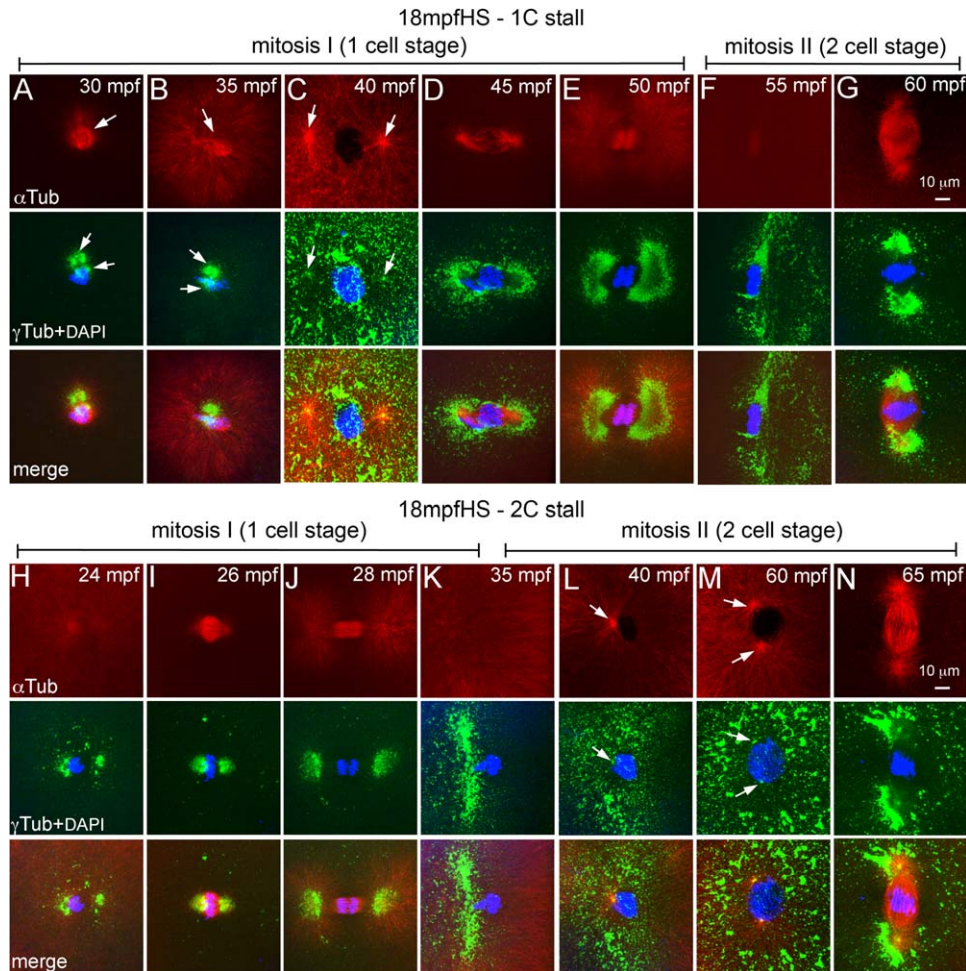 18mpfHS - 1C stall
mitosis I (1 cell stage) mitosis II (2 cell stage)
A 30 mpf B 35 mpf C 40 mpf D 45 mpf E 50 mpf F 55 mpf G 60 mpf
αTub 10 μm
γTub+DAPI
merge
18mpfHS - 2C stall
mitosis I (1 cell stage) mitosis II (2 cell stage)
H 24 mpf I 26 mpf J 28 mpf K 35 mpf L 40 mpf M 60 mpf N 65 mpf
αTub 10 μm
γTub+DAPI
merge